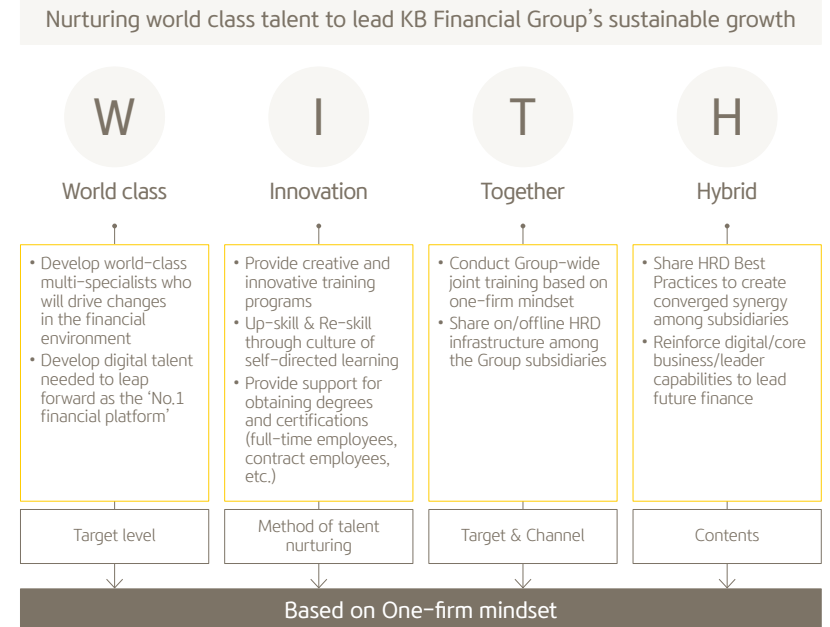 Nurturing world class talent to lead KB Financial Group's sustainable growth
W
World class
• Develop world-class
multi-specialists who
will drive changes
in the financial
environment
• Develop digital talent
needed to leap
forward as the 'No.1
financial platform'
Target level
I
Innovation
• Provide creative and
innovative training
programs
• Up-skill & Re-skill
through culture of
self-directed learning
• Provide support for
obtaining degrees
and certifications
(full-time employees,
contract employees,
etc.)
Method of talent
nurturing
T
Together
• Conduct Group-wide
joint training based on
one-firm mindset
• Share on/offline HRD
infrastructure among
the Group subsidiaries
Target & Channel
H
Hybrid
• Share HRD Best
Practices to create
converged synergy
among subsidiaries
• Reinforce digital/core
business/leader
capabilities to lead
future finance
Contents
Based on One-firm mindset